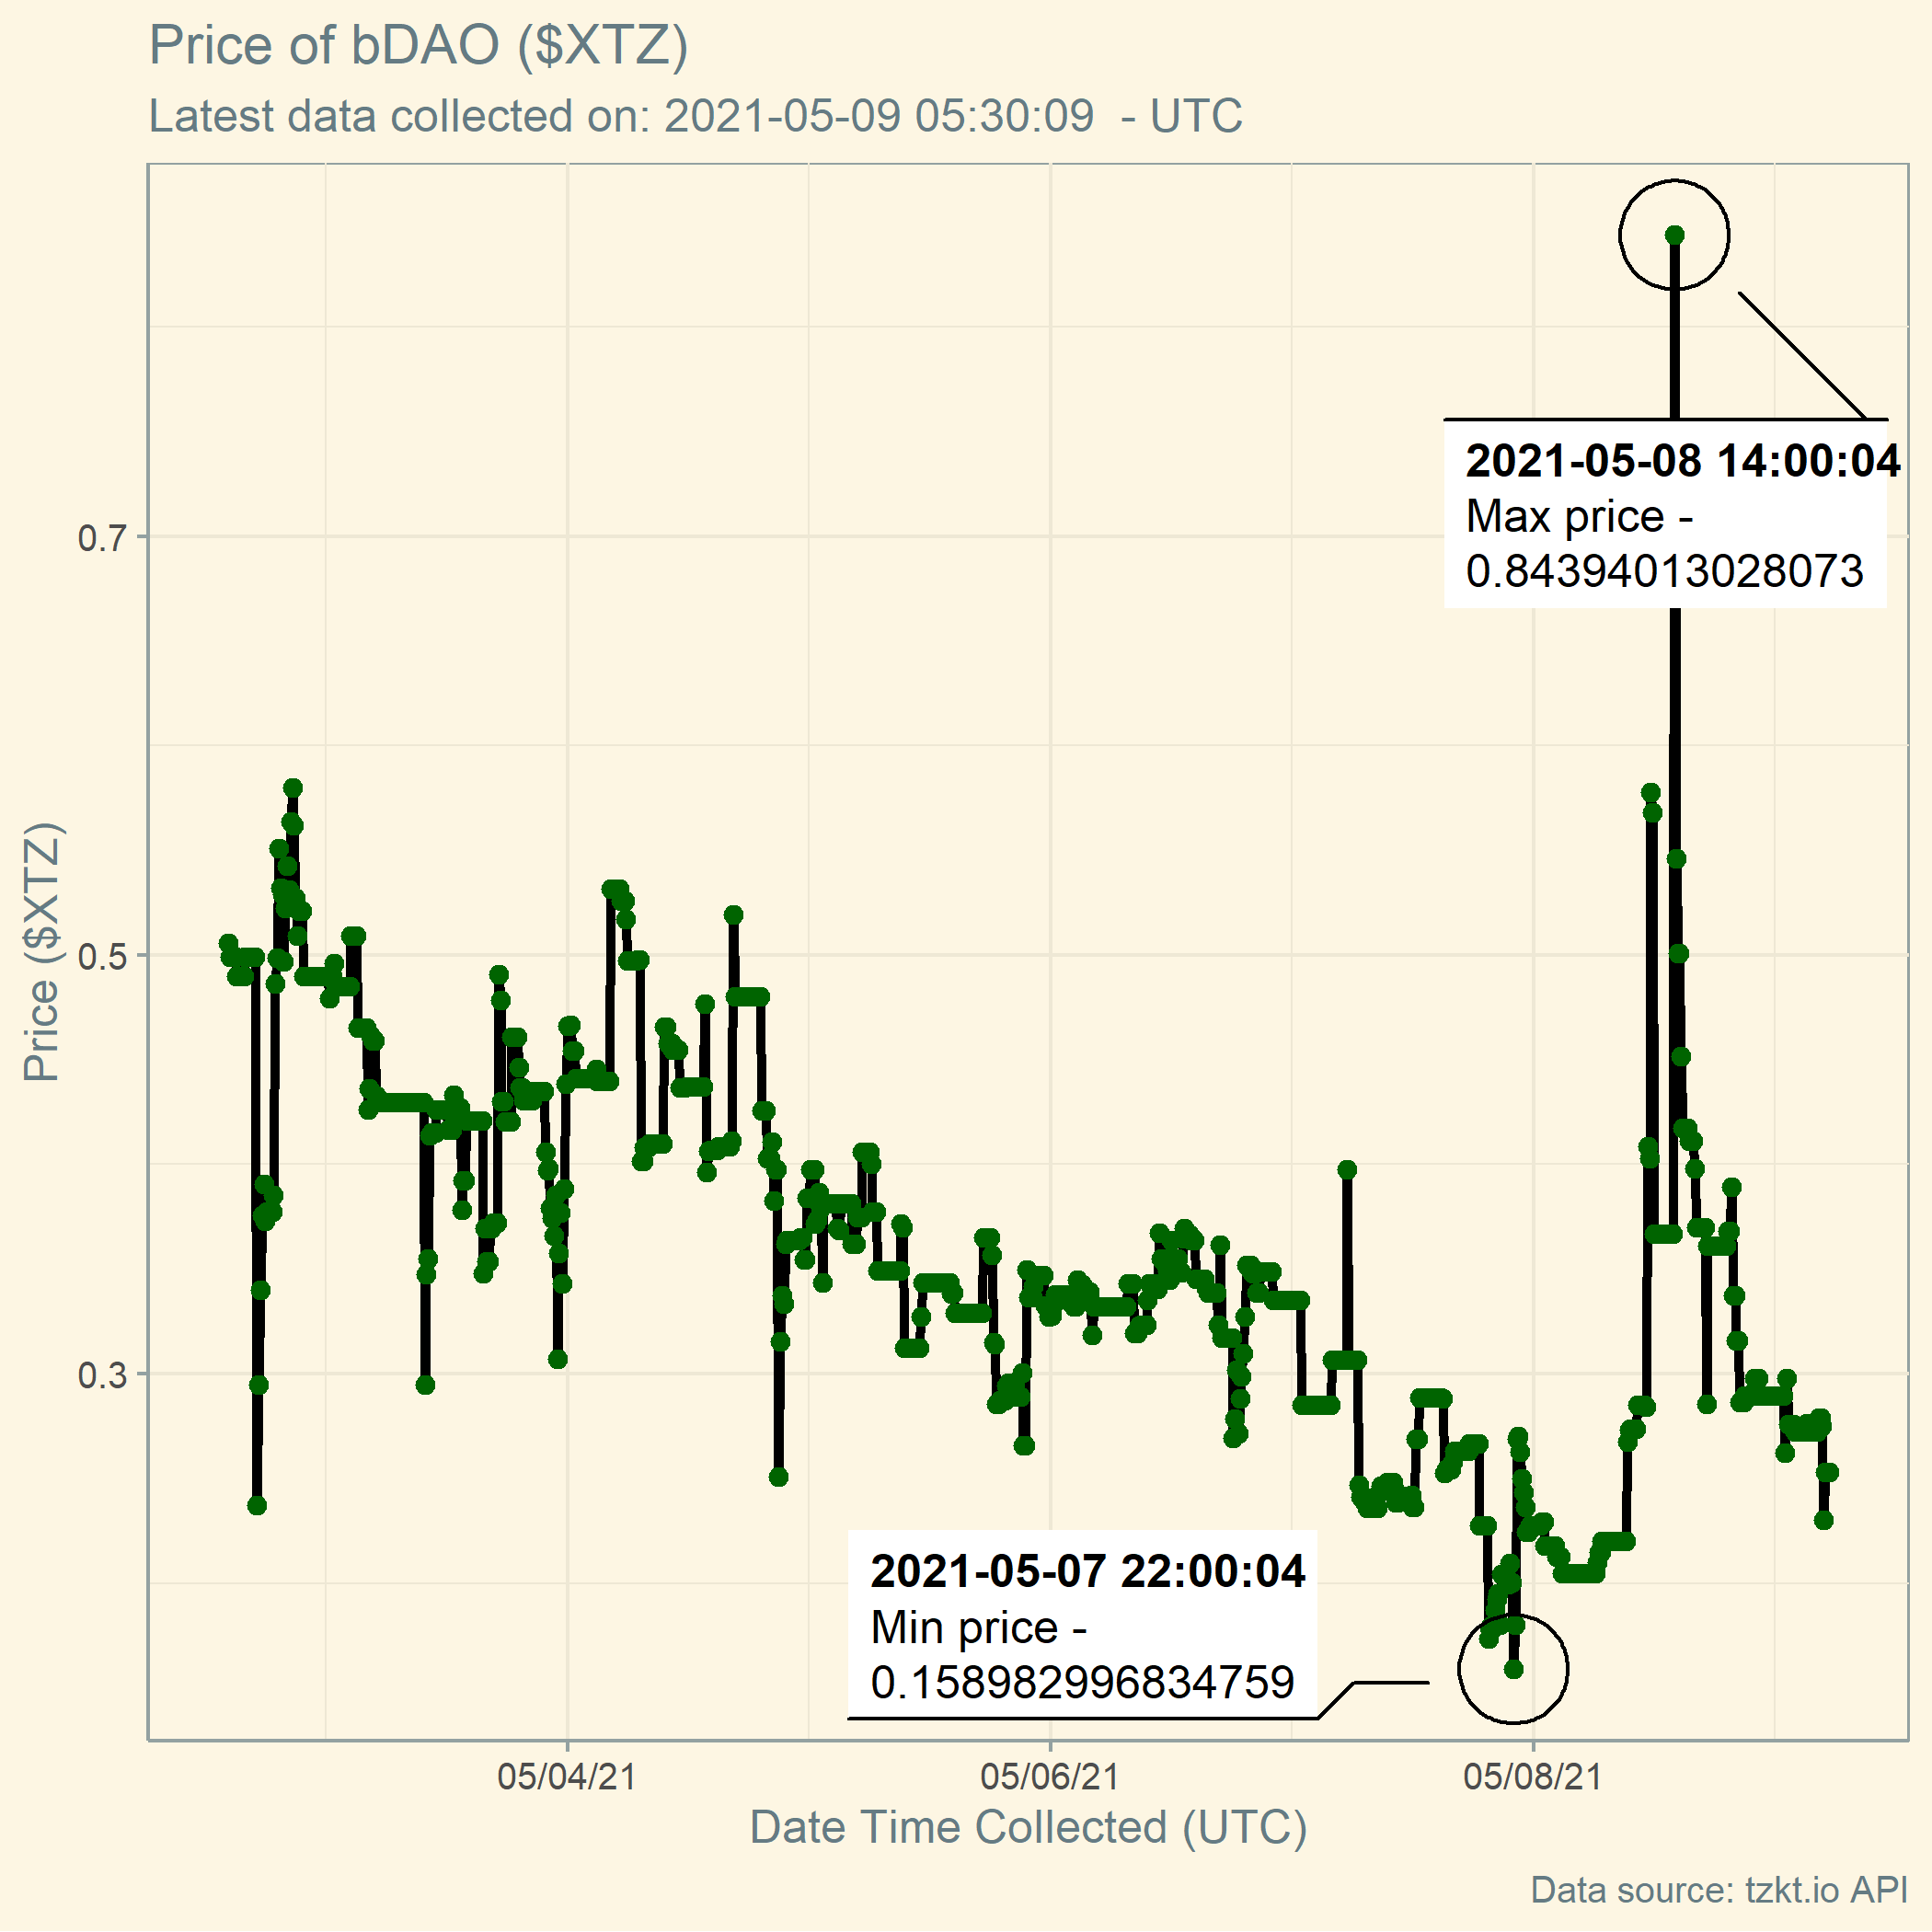 Price of bDAO ($XTZ)
Latest data collected on: 2021-05-09 05:30:09  - UTC
2021-05-08 14:00:04
Max price -
0.84394013028073
0.7
0.5
0.3
Price ($XTZ)
2021-05-07 22:00:04
Min price -
0.158982996834759
05/04/21
05/06/21
05/08/21
Date Time Collected (UTC)
Data source: tzkt.io API